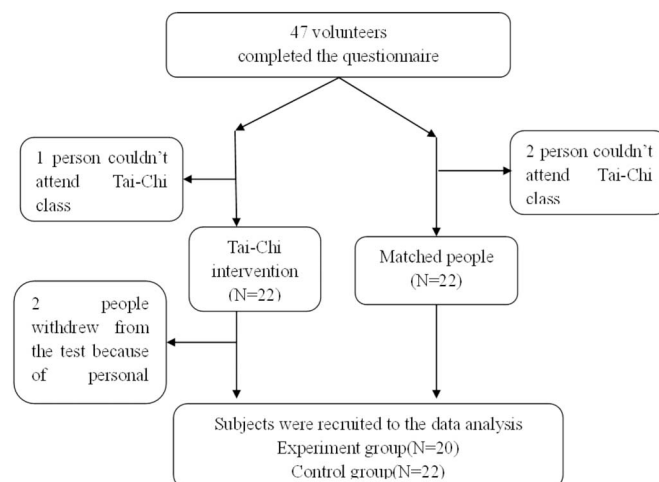 47 volunteers
completed the questionnaire
1 person couldn't
attend Tai-Chi
class
2 person couldn't
attend Tai-Chi
class
Tai-Chi
intervention
(N=22)
Matched people
(N=22)
2 people
withdrew from
the test because
of personal
Subjects were recruited to the data analysis
Experiment group(N=20)
Control group(N=22)